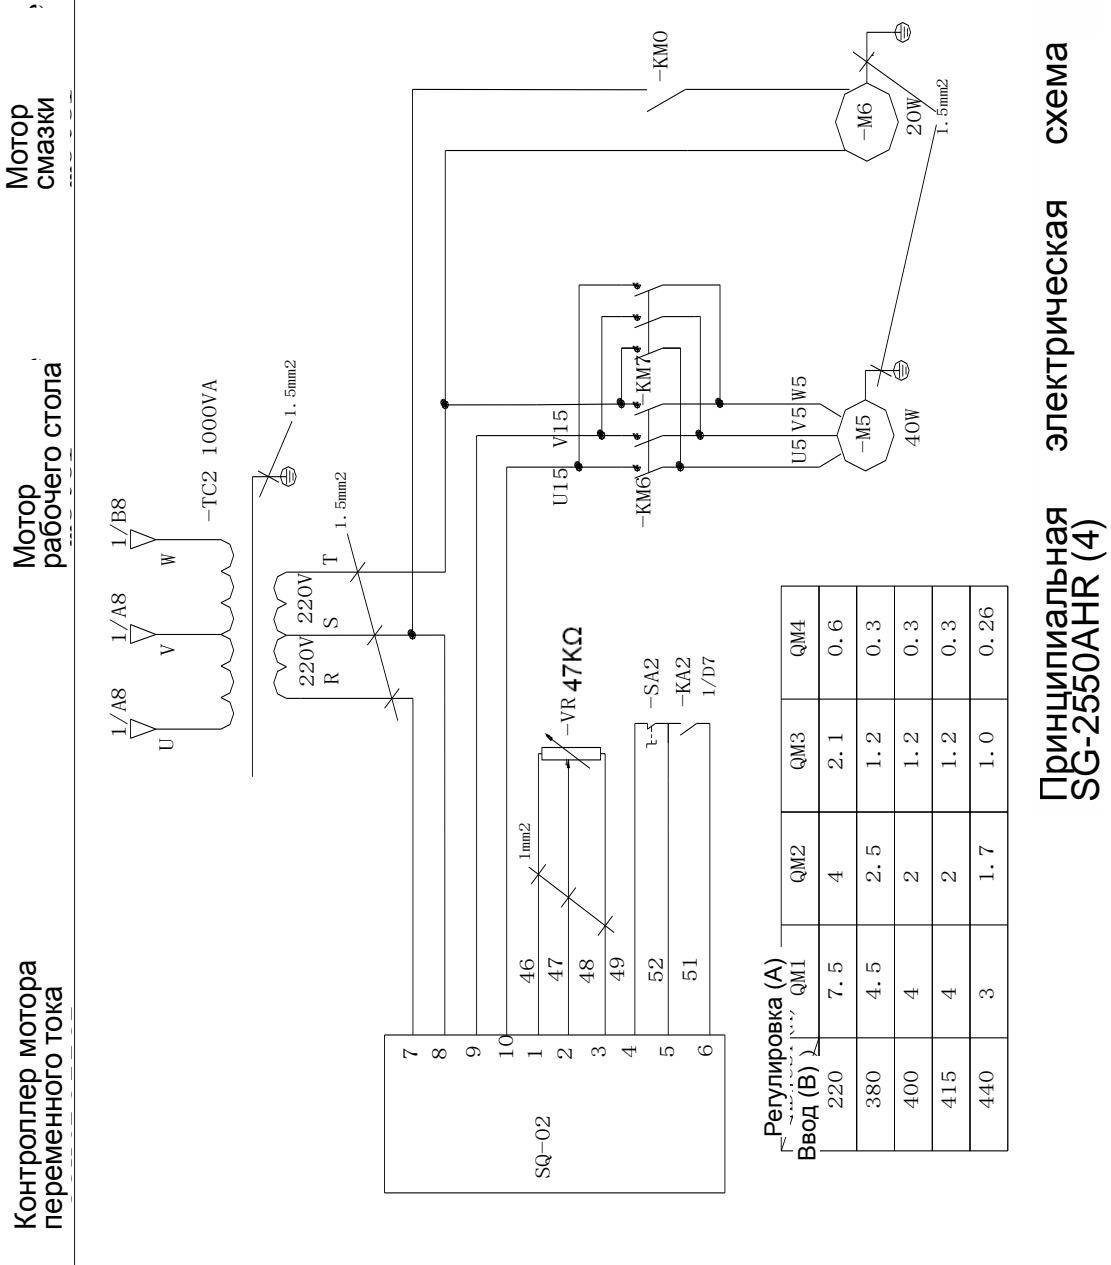 Контроллер мотора
переменного тока
Мотор
рабочего стола
Мотор
смазки
1/A8
1/A8
1/B8
U
V
W
-TC2 1000VA
1.5mm2
220V 220V
R
S
T
1.5mm2
SQ-02
7
8
9
10
1
2
3
4
5
6
46
47
48
49
52
51
1mm2
-VR 47KΩ
-SA2
-KA2
1/D7
U15
V15
-KM6
-KM7
U5 V5 W5
-M5
40W
-KM0
-M6
20W
1.5mm2
Регулировка (A)
Ввод (B)
QM1 QM2 QM3 QM4
220 7.5 4 2.1 0.6
380 4.5 2.5 1.2 0.3
400 4 2 1.2 0.3
415 4 2 1.2 0.3
440 3 1.7 1.0 0.26
Принципиальная электрическая схема
SG-2550AHR (4)